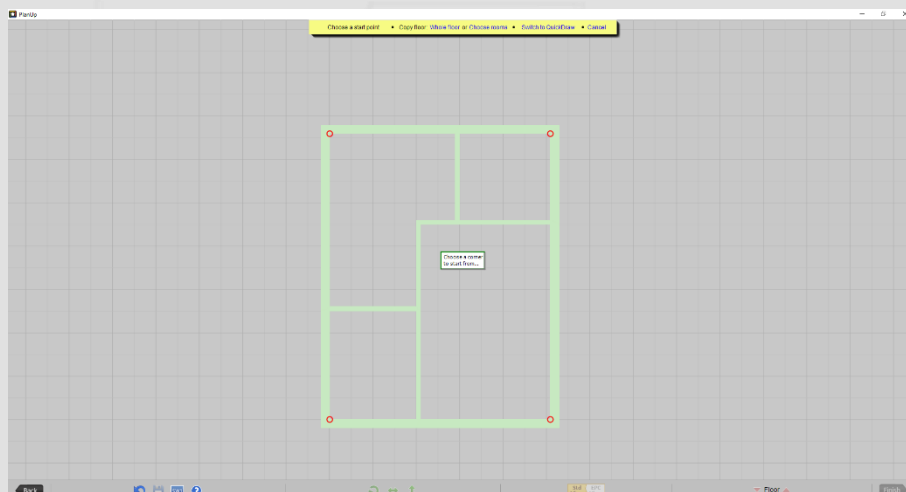 PlanUp
Choose a start point • Copy floor: Whole floor or Choose rooms • Switch to QuickDraw • Cancel
Choose a corner
to start from...
Back
Floor
Finish